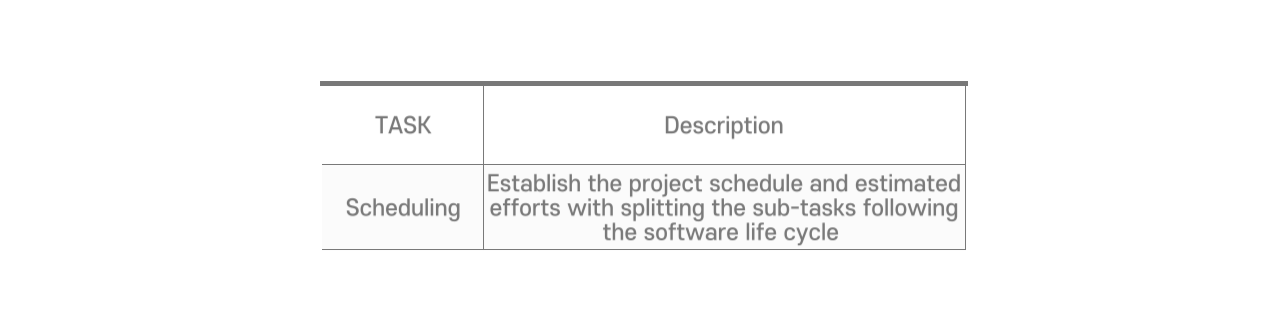 TASK
Description
Scheduling
Establish the project schedule and estimated
efforts with splitting the sub-tasks following
the software life cycle